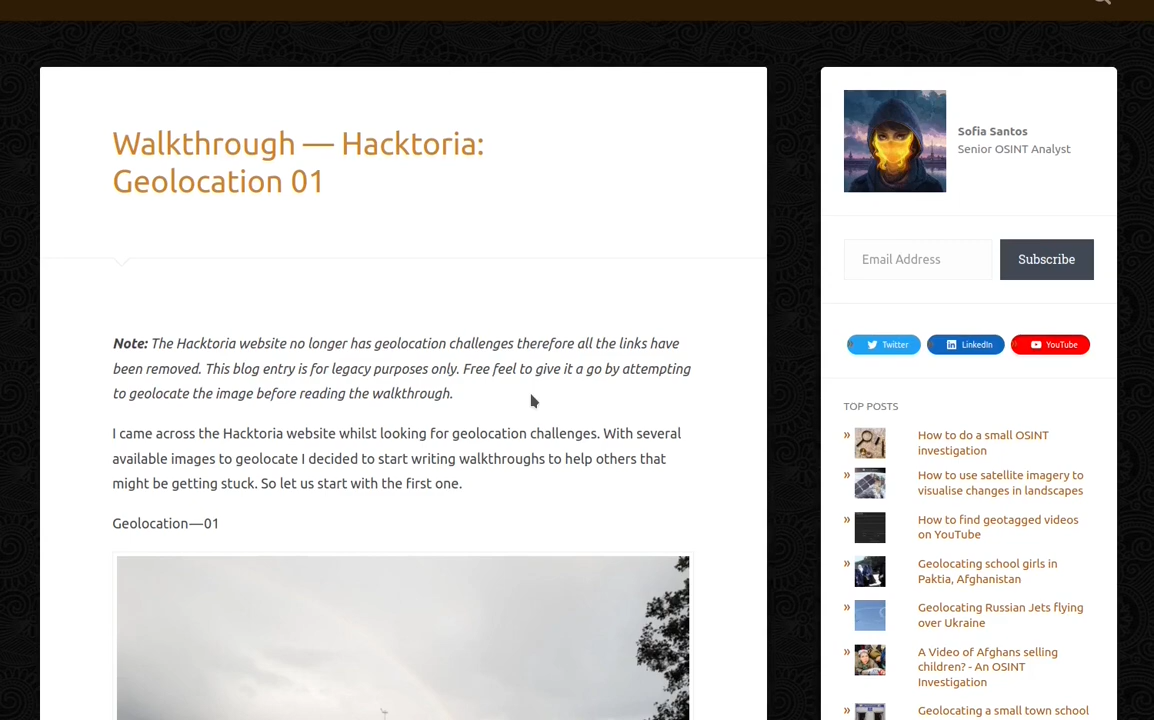 Walkthrough — Hacktoria:
Geolocation 01
Note: The Hacktoria website no longer has geolocation challenges therefore all the links have
been removed. This blog entry is for legacy purposes only. Free feel to give it a go by attempting
to geolocate the image before reading the walkthrough.
I came across the Hacktoria website whilst looking for geolocation challenges. With several
available images to geolocate I decided to start writing walkthroughs to help others that
might be getting stuck. So let us start with the first one.
Geolocation—01
Sofia Santos
Senior OSINT Analyst
Email Address
Subscribe
Twitter
LinkedIn
YouTube
TOP POSTS
» How to do a small OSINT
investigation
» How to use satellite imagery to
visualise changes in landscapes
» How to find geotagged videos
on YouTube
» Geolocating school girls in
Paktia, Afghanistan
» Geolocating Russian Jets flying
over Ukraine
» A Video of Afghans selling
children? - An OSINT
Investigation
» Geolocating a small town school